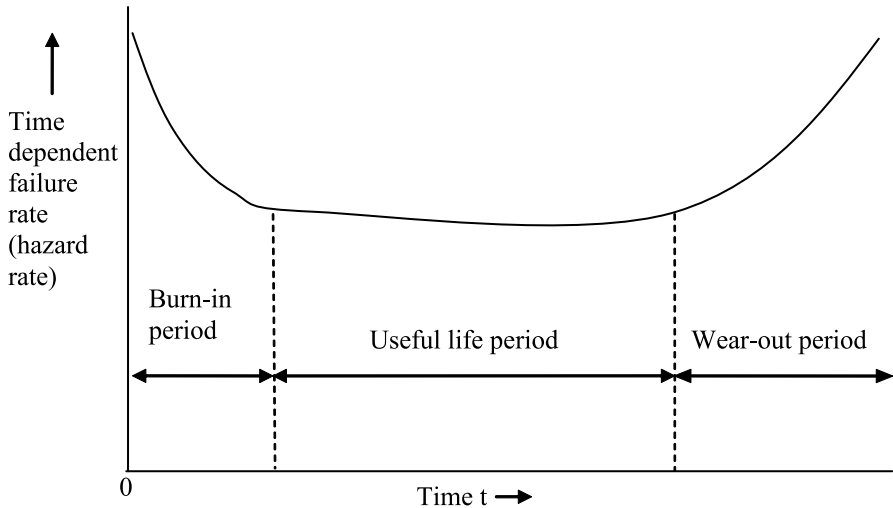 Time
dependent
failure
rate
(hazard
rate)
Burn-in
period
Useful life period
Wear-out period
0
Time t